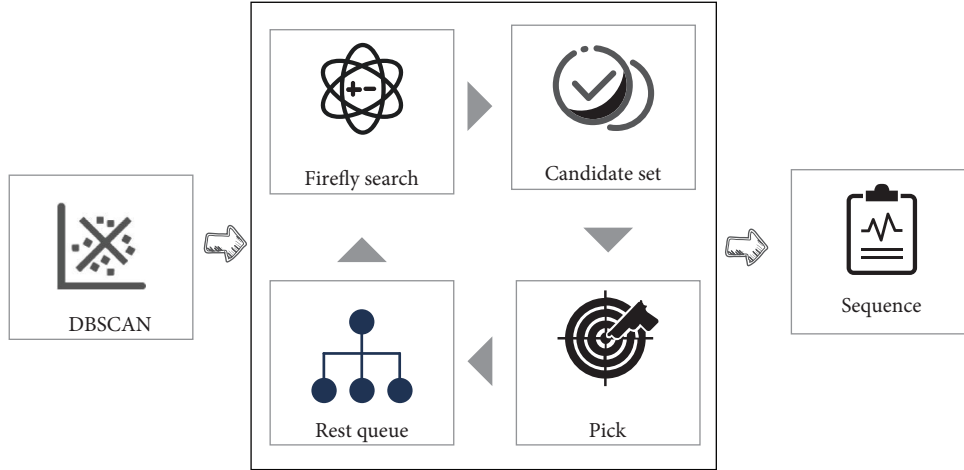 Firefly search
Candidate set
DBSCAN
Sequence
Rest queue
Pick